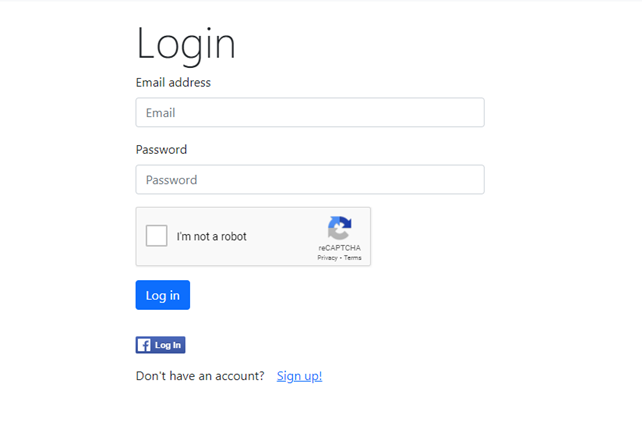 Login
Email address
Email
Password
Password
I'm not a robot
reCAPTCHA
Privacy - Terms
Log in
Log In
Don't have an account? Sign up!